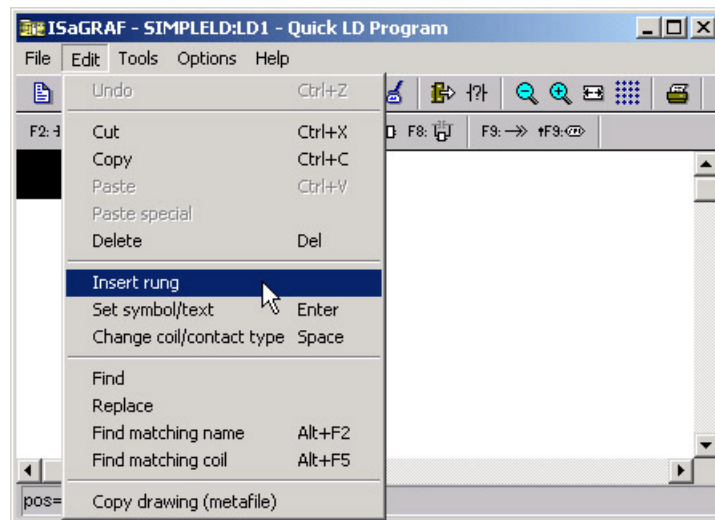 ISaGRAF - SIMPLELD:LD1 - Quick LD Program
File Edit Tools Options Help
Undo Ctrl+Z
F2: F8: F9: ↑F9:
Cut Ctrl+X
Copy Ctrl+C
Paste Ctrl+V
Paste special
Delete Del
Insert rung
Set symbol/text Enter
Change coil/contact type Space
Find
Replace
Find matching name Alt+F2
Find matching coil Alt+F5
Copy drawing (metafile)
pos=